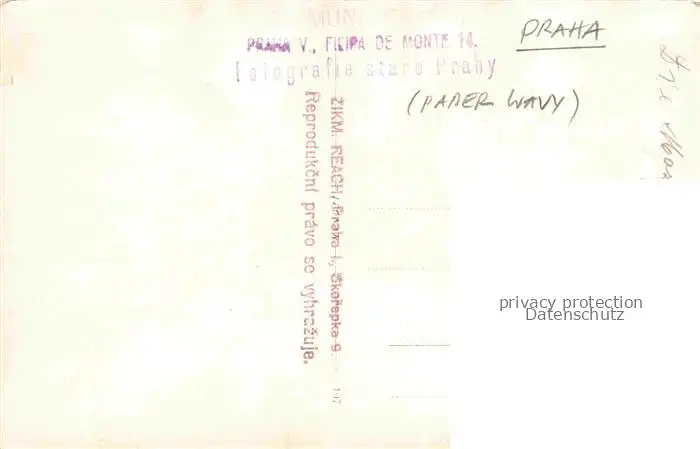 PRAHA V., FILIPA DE MONTE 14.
Fotografie staré Prahy
PRAHA
(PAPER WAVY)
ŽIKM. REACH, Praha I., Skořepka 9.
Reprodukční právo se vyhražuje.
privacy protection
Datenschutz